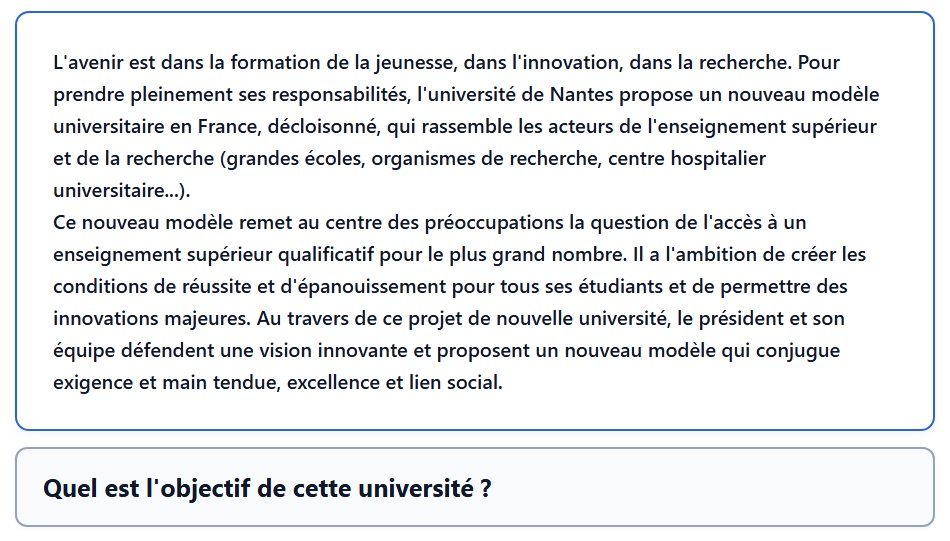 L'avenir est dans la formation de la jeunesse, dans l'innovation, dans la recherche. Pour
prendre pleinement ses responsabilités, l'université de Nantes propose un nouveau modèle
universitaire en France, décloisonné, qui rassemble les acteurs de l'enseignement supérieur
et de la recherche (grandes écoles, organismes de recherche, centre hospitalier
universitaire...).
Ce nouveau modèle remet au centre des préoccupations la question de l'accès à un
enseignement supérieur qualificatif pour le plus grand nombre. Il a l'ambition de créer les
conditions de réussite et d'épanouissement pour tous ses étudiants et de permettre des
innovations majeures. Au travers de ce projet de nouvelle université, le président et son
équipe défendent une vision innovante et proposent un nouveau modèle qui conjugue
exigence et main tendue, excellence et lien social.
Quel est l'objectif de cette université ?